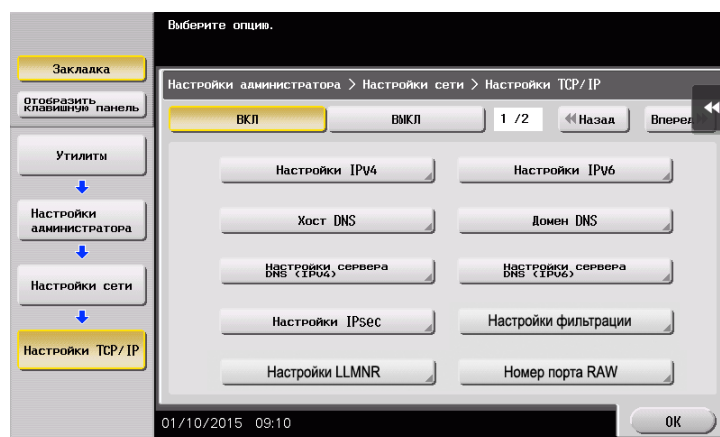 Выберите опцию.
Закладка
Отобразить
клавишную панель
Утилиты
Настройки
администратора
Настройки сети
Настройки TCP/IP
Настройки администратора > Настройки сети > Настройки TCP/IP
ВКЛ ВЫКЛ 1 /2 Назад Вперед
Настройки IPv4 Настройки IPv6
Хост DNS Домен DNS
Настройки сервера
DNS (IPv4)
Настройки сервера
DNS (IPv6)
Настройки IPsec Настройки фильтрации
Настройки LLMNR Номер порта RAW
01/10/2015 09:10
OK